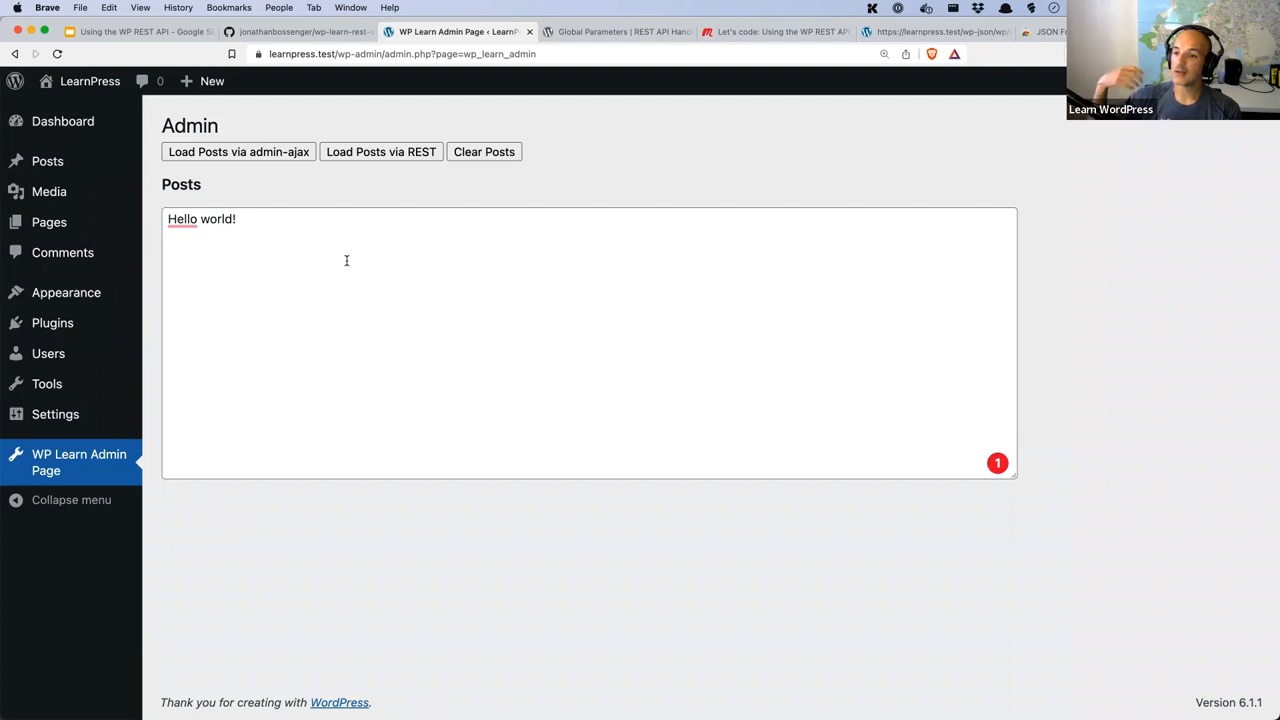 Brave File Edit View History Bookmarks People Tab Window Help
Using the WP REST API - Google Sl
jonathanbossenger/wp-learn-rest-
WP Learn Admin Page ‹ LearnP
Global Parameters | REST API Hand
Let's code: Using the WP REST API
https://learnpress.test/wp-json/wp/
JSON Fo
learnpress.test/wp-admin/admin.php?page=wp_learn_admin
Learn WordPress
LearnPress 0 New
Dashboard
Posts
Media
Pages
Comments
Appearance
Plugins
Users
Tools
Settings
WP Learn Admin
Page
Collapse menu
Admin
Load Posts via admin-ajax Load Posts via REST Clear Posts
Posts
Hello world!
1
Thank you for creating with WordPress.
Version 6.1.1